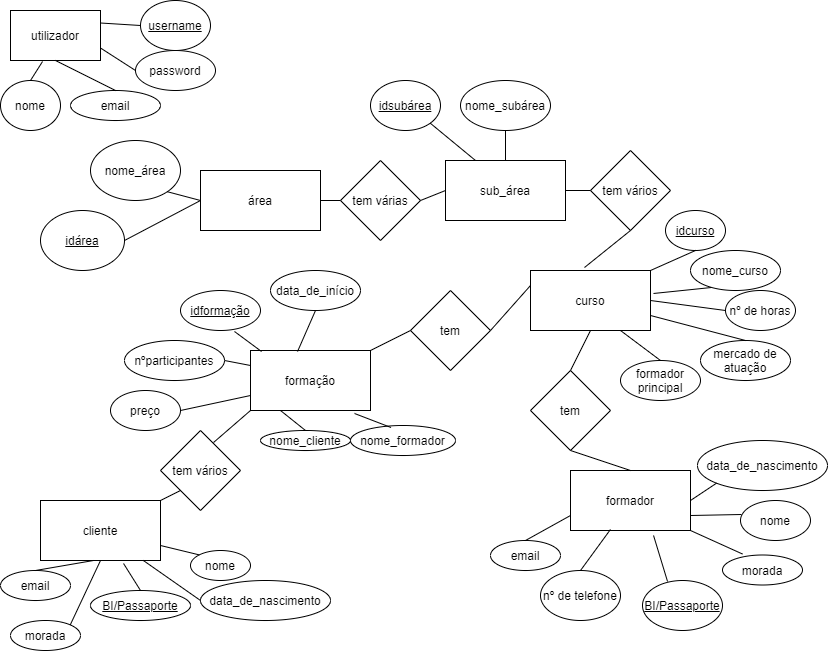 utilizador
username
password
nome
email
idsubárea
nome_subárea
nome_área
área
tem várias
sub_área
tem vários
idárea
idcurso
nome_curso
data_de_início
idformação
curso
nº de horas
tem
nºparticipantes
formação
mercado de
atuação
formador
principal
preço
tem
nome_cliente
nome_formador
tem vários
data_de_nascimento
formador
nome
cliente
email
nome
morada
email
BI/Passaporte
data_de_nascimento
nº de telefone
BI/Passaporte
morada